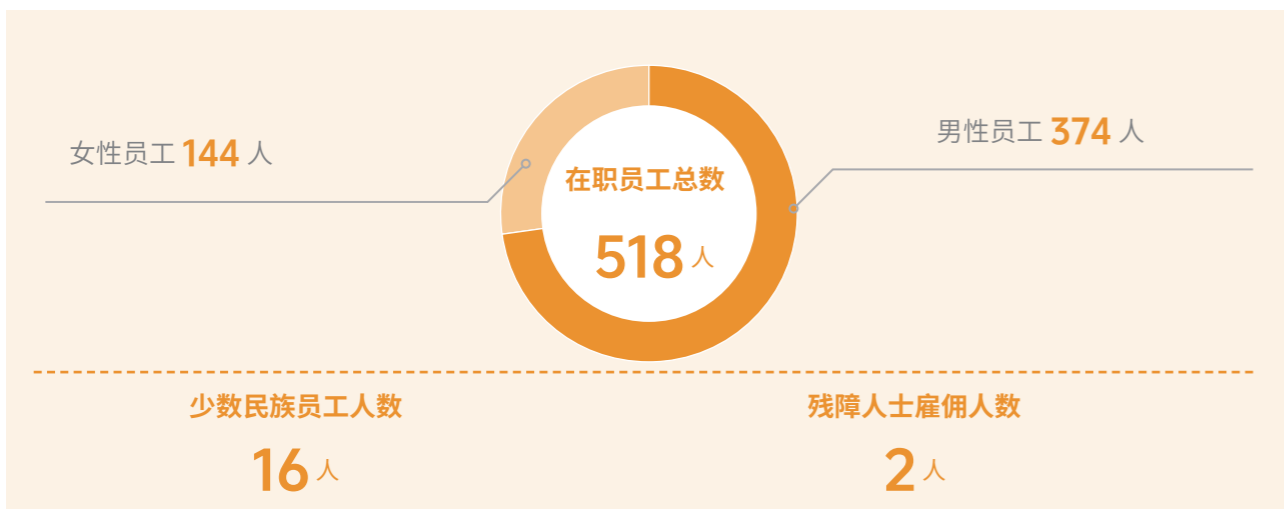 男性员工 374 人
女性员工 144 人
在职员工总数
518 人
少数民族员工人数
16 人
残障人士雇佣人数
2 人